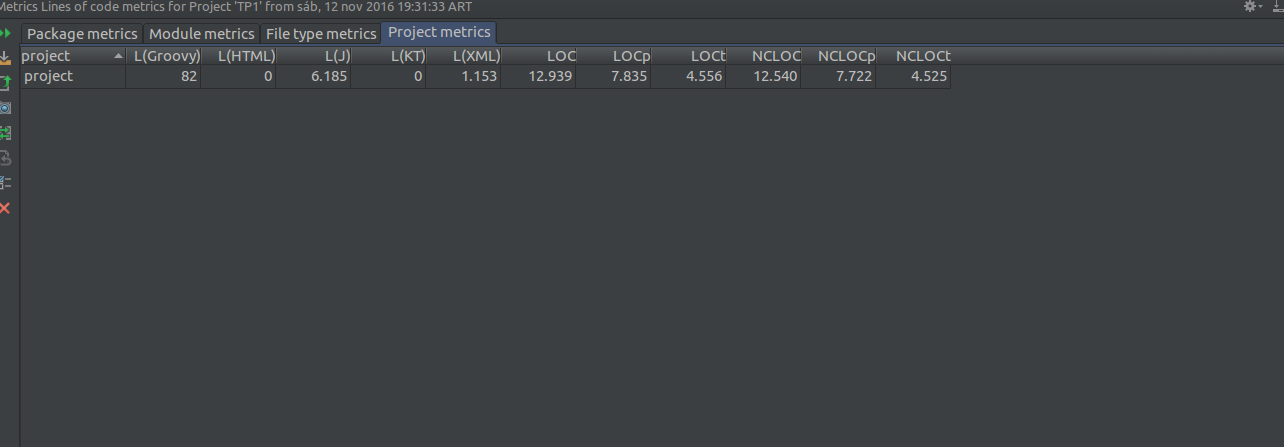 Metrics Lines of code metrics for Project 'TP1' from sáb, 12 nov 2016 19:31:33 ART
Package metrics Module metrics File type metrics Project metrics
project L(Groovy) L(HTML) L(J) L(KT) L(XML) LOC LOCp LOCt NCLOC NCLOCp NCLOCt
project 82 0 6.185 0 1.153 12.939 7.835 4.556 12.540 7.722 4.525